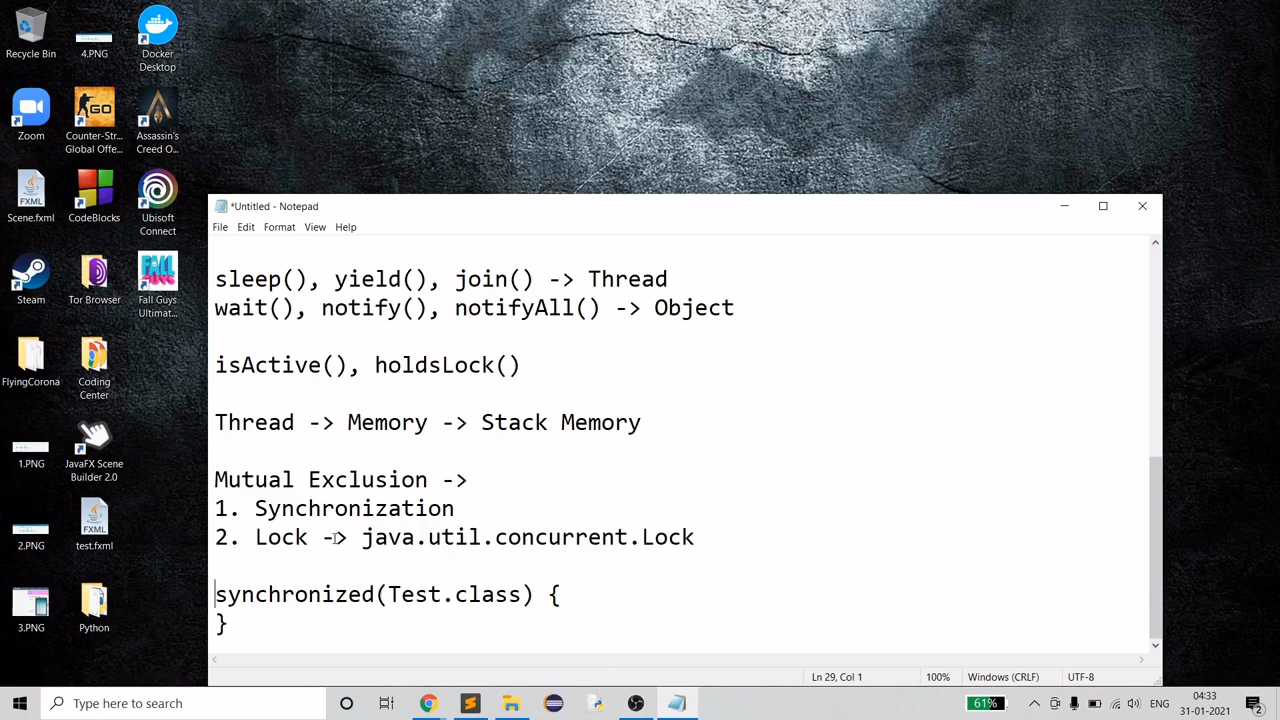 Recycle Bin
4.PNG
Docker
Desktop
Zoom
Counter-Str...
Global Offe...
Assassin's
Creed O...
Scene.fxml
CodeBlocks
Ubisoft
Connect
Steam
Tor Browser
Fall Guys
Ultimat...
FlyingCorona
Coding
Center
1.PNG
JavaFX Scene
Builder 2.0
2.PNG
test.fxml
3.PNG
Python
*Untitled - Notepad
File Edit Format View Help
sleep(), yield(), join() -> Thread
wait(), notify(), notifyAll() -> Object
isActive(), holdsLock()
Thread -> Memory -> Stack Memory
Mutual Exclusion ->
1. Synchronization
2. Lock -> java.util.concurrent.Lock
synchronized(Test.class) {
}
Ln 29, Col 1 100% Windows (CRLF) UTF-8
Type here to search
61%
ENG
04:33
31-01-2021
2